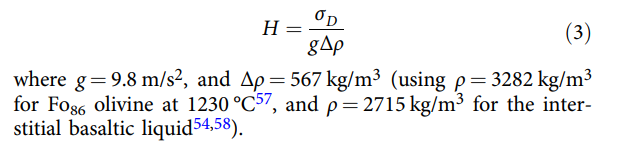 H = σD / gΔρ (3)
where g = 9.8 m/s², and Δρ = 567 kg/m³ (using ρ = 3282 kg/m³
for Fo₈₆ olivine at 1230 °C⁵⁷, and ρ = 2715 kg/m³ for the inter-
stitial basaltic liquid⁵⁴,⁵⁸).